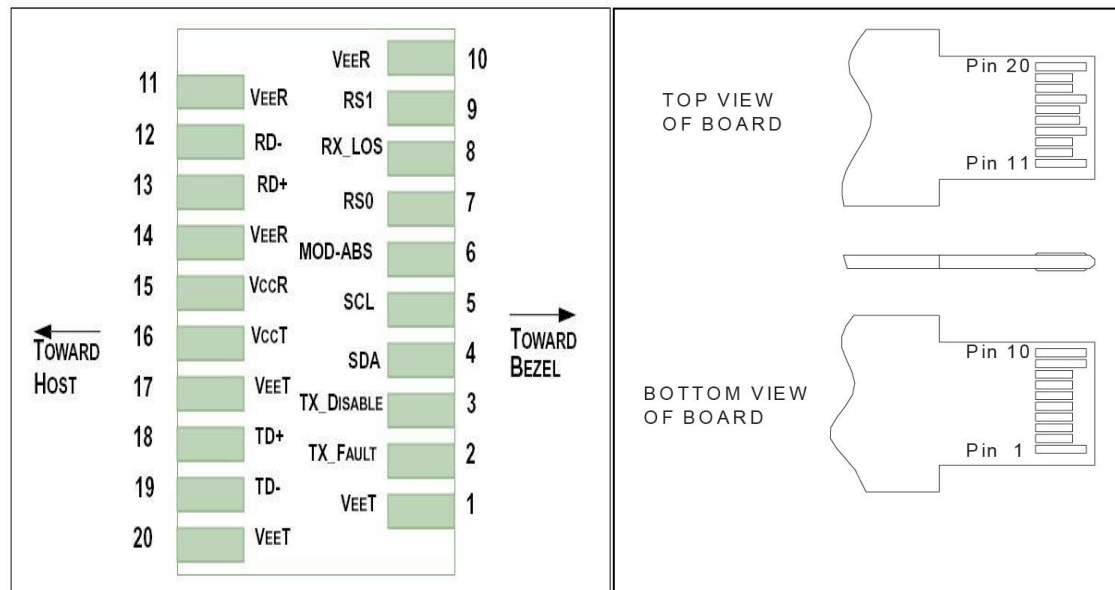 11 VEER
12 RD-
13 RD+
14 VEER
15 VCCR
16 VCCT
17 VEET
18 TD+
19 TD-
20 VEET
TOWARD
HOST
VEER 10
RS1 9
RX_LOS 8
RS0 7
MOD-ABS 6
SCL 5
SDA 4
TX_DISABLE 3
TX_FAULT 2
VEET 1
TOWARD
BEZEL
TOP VIEW
OF BOARD
Pin 20
Pin 11
BOTTOM VIEW
OF BOARD
Pin 10
Pin 1